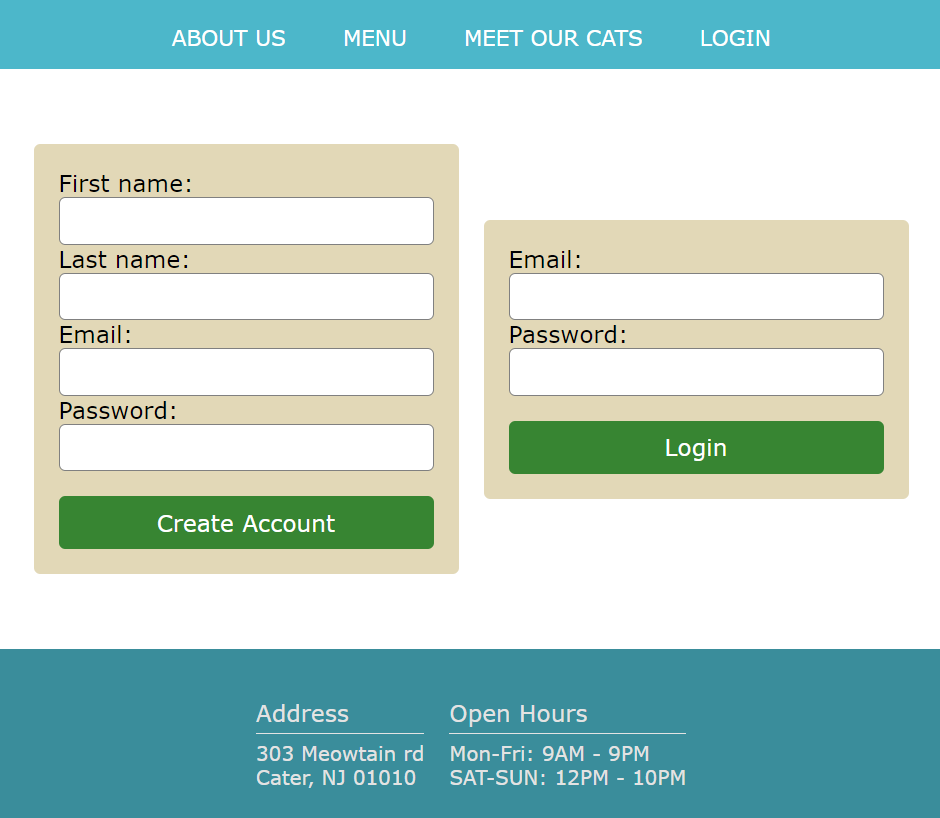 ABOUT US MENU MEET OUR CATS LOGIN
First name:
Last name:
Email:
Password:
Create Account
Email:
Password:
Login
Address
303 Meowtain rd
Cater, NJ 01010
Open Hours
Mon-Fri: 9AM - 9PM
SAT-SUN: 12PM - 10PM